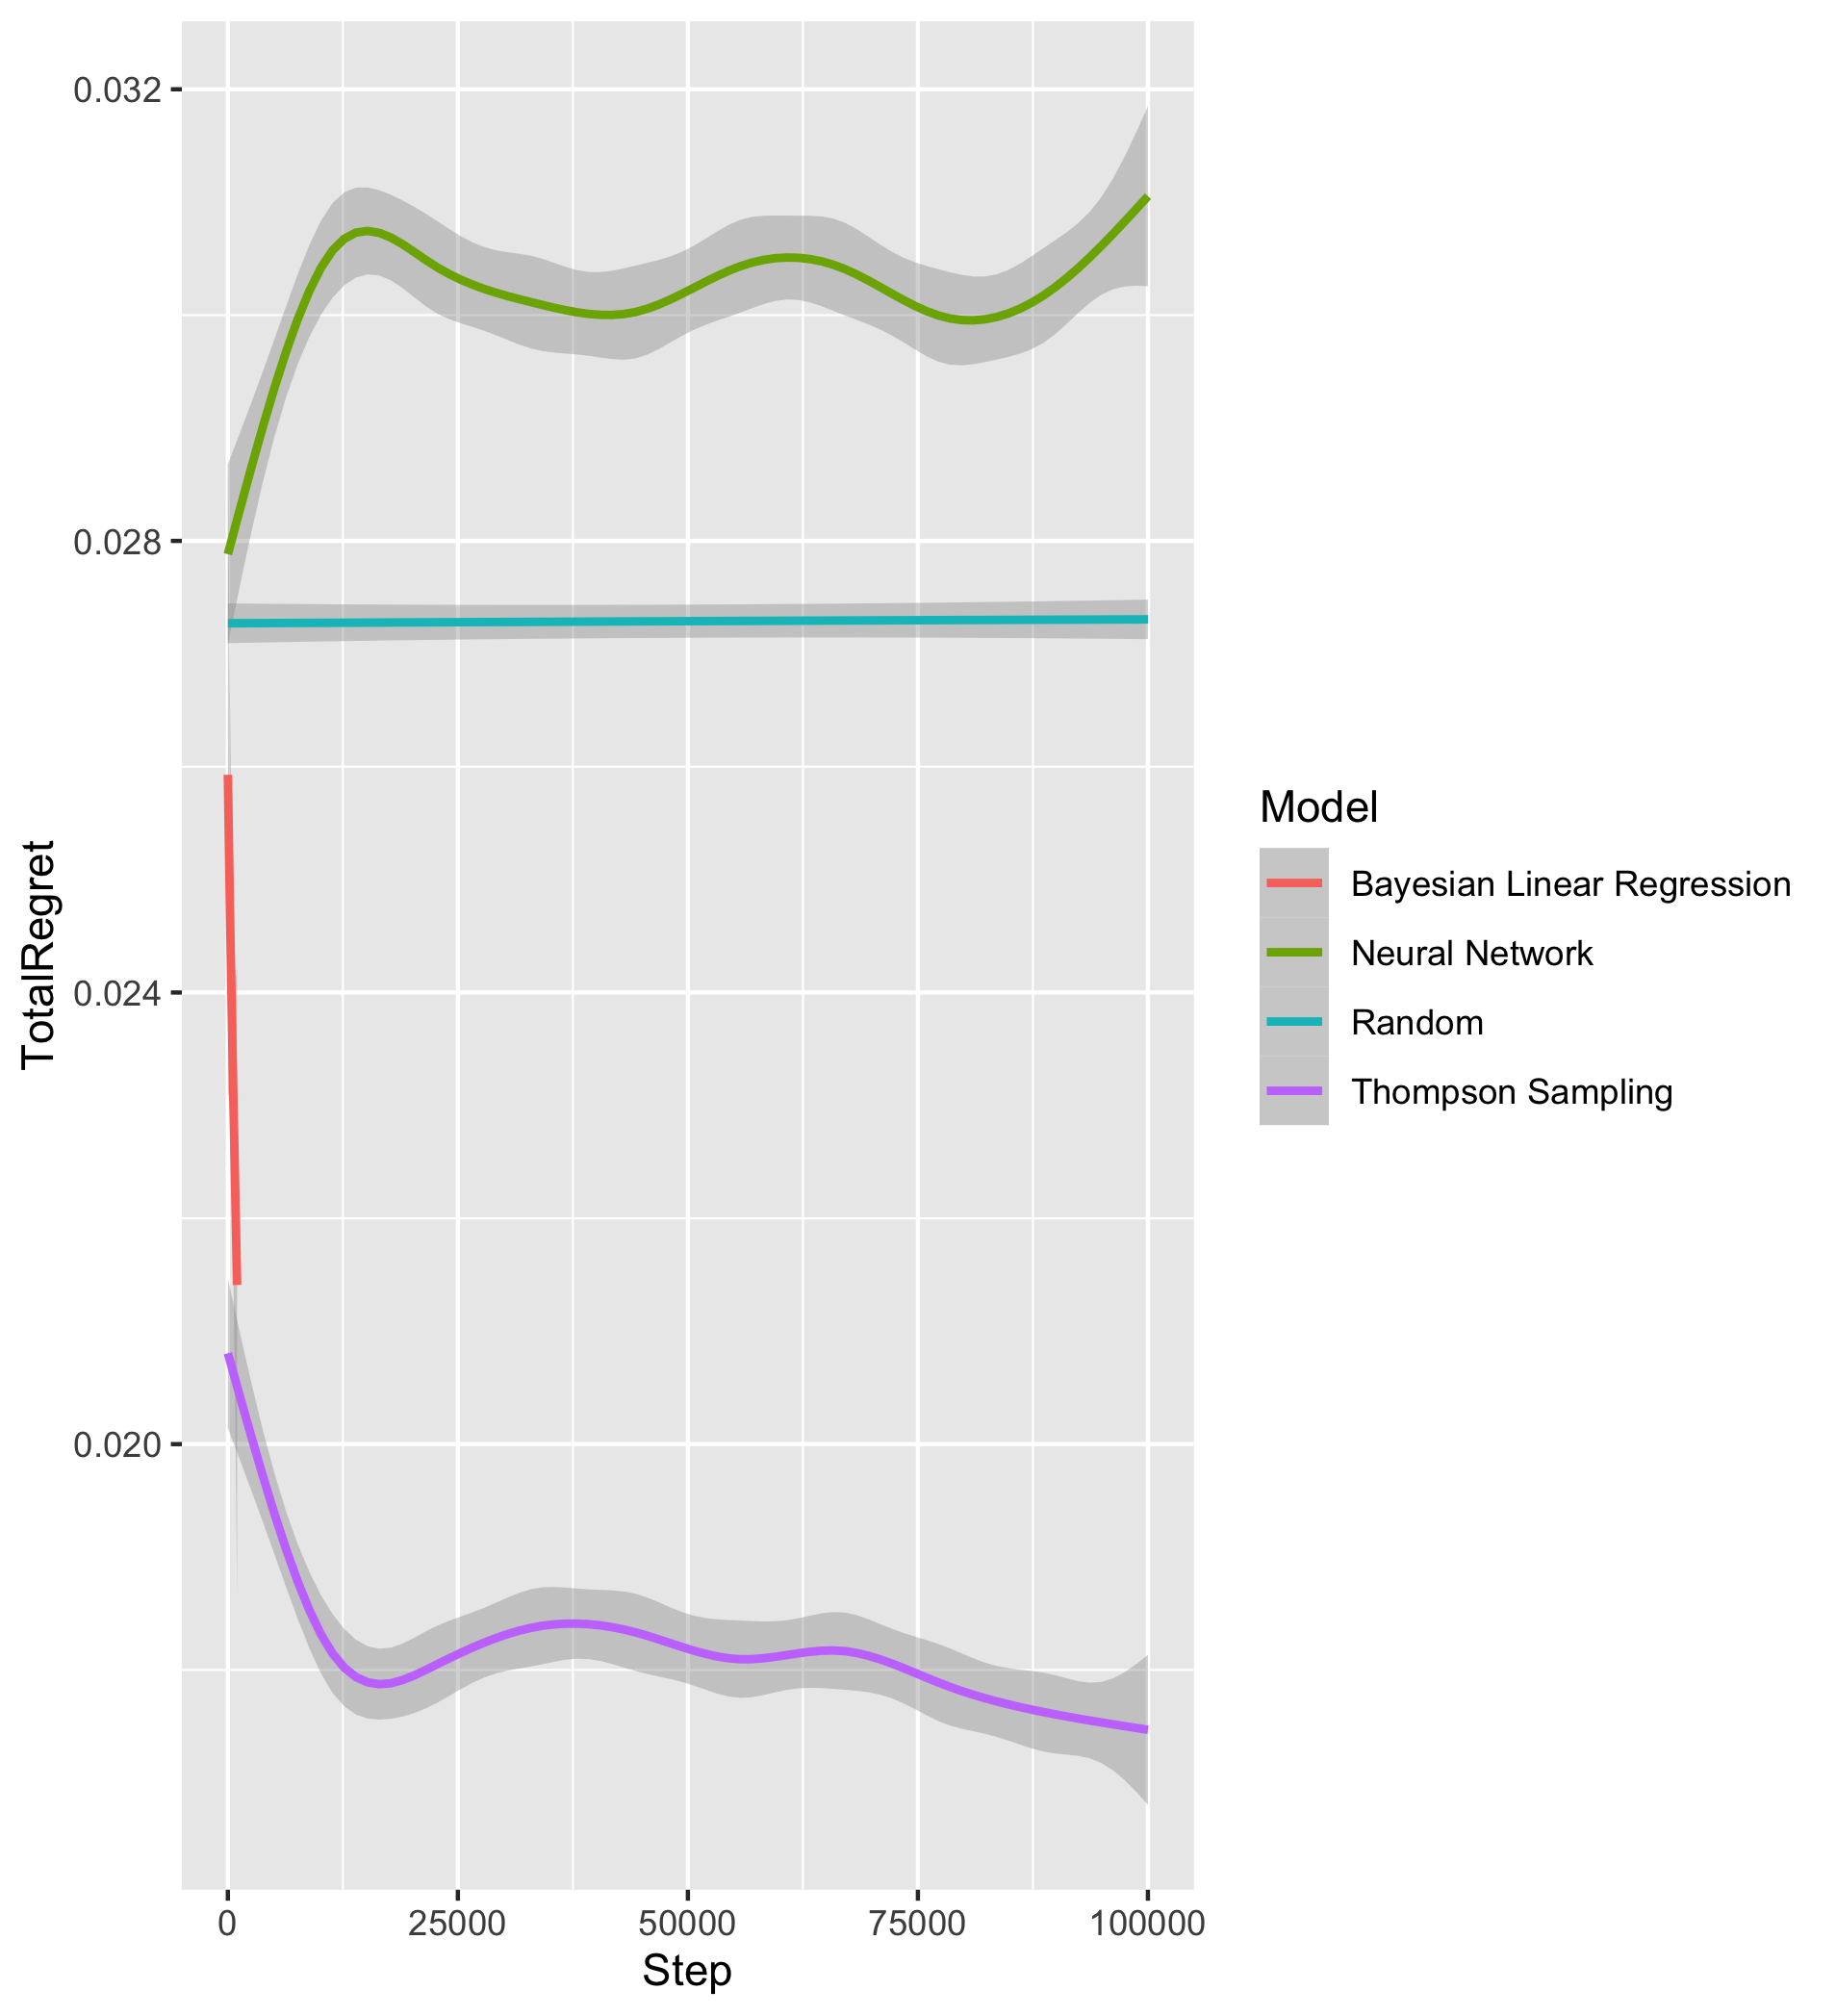 0.032
0.028
0.024
0.020
TotalRegret
0
25000
50000
75000
100000
Step
Model
Bayesian Linear Regression
Neural Network
Random
Thompson Sampling